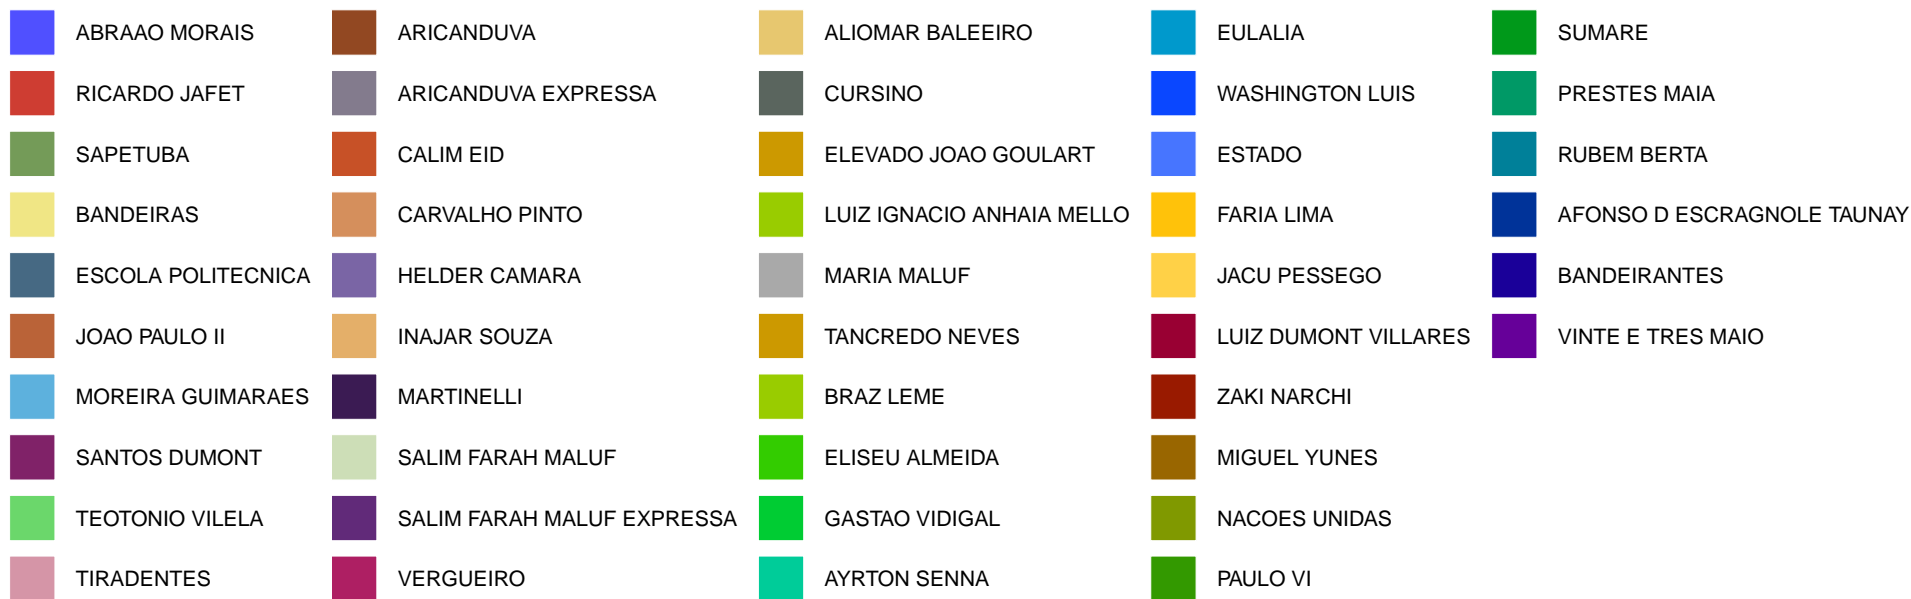 ABRAAO MORAIS
RICARDO JAFET
SAPETUBA
BANDEIRAS
ESCOLA POLITECNICA
JOAO PAULO II
MOREIRA GUIMARAES
SANTOS DUMONT
TEOTONIO VILELA
TIRADENTES
ARICANDUVA
ARICANDUVA EXPRESSA
CALIM EID
CARVALHO PINTO
HELDER CAMARA
INAJAR SOUZA
MARTINELLI
SALIM FARAH MALUF
SALIM FARAH MALUF EXPRESSA
VERGUEIRO
ALIOMAR BALEEIRO
CURSINO
ELEVADO JOAO GOULART
LUIZ IGNACIO ANHAIA MELLO
MARIA MALUF
TANCREDO NEVES
BRAZ LEME
ELISEU ALMEIDA
GASTAO VIDIGAL
AYRTON SENNA
EULALIA
WASHINGTON LUIS
ESTADO
FARIA LIMA
JACU PESSEGO
LUIZ DUMONT VILLARES
ZAKI NARCHI
MIGUEL YUNES
NACOES UNIDAS
PAULO VI
SUMARE
PRESTES MAIA
RUBEM BERTA
AFONSO D ESCRAGNOLE TAUNAY
BANDEIRANTES
VINTE E TRES MAIO